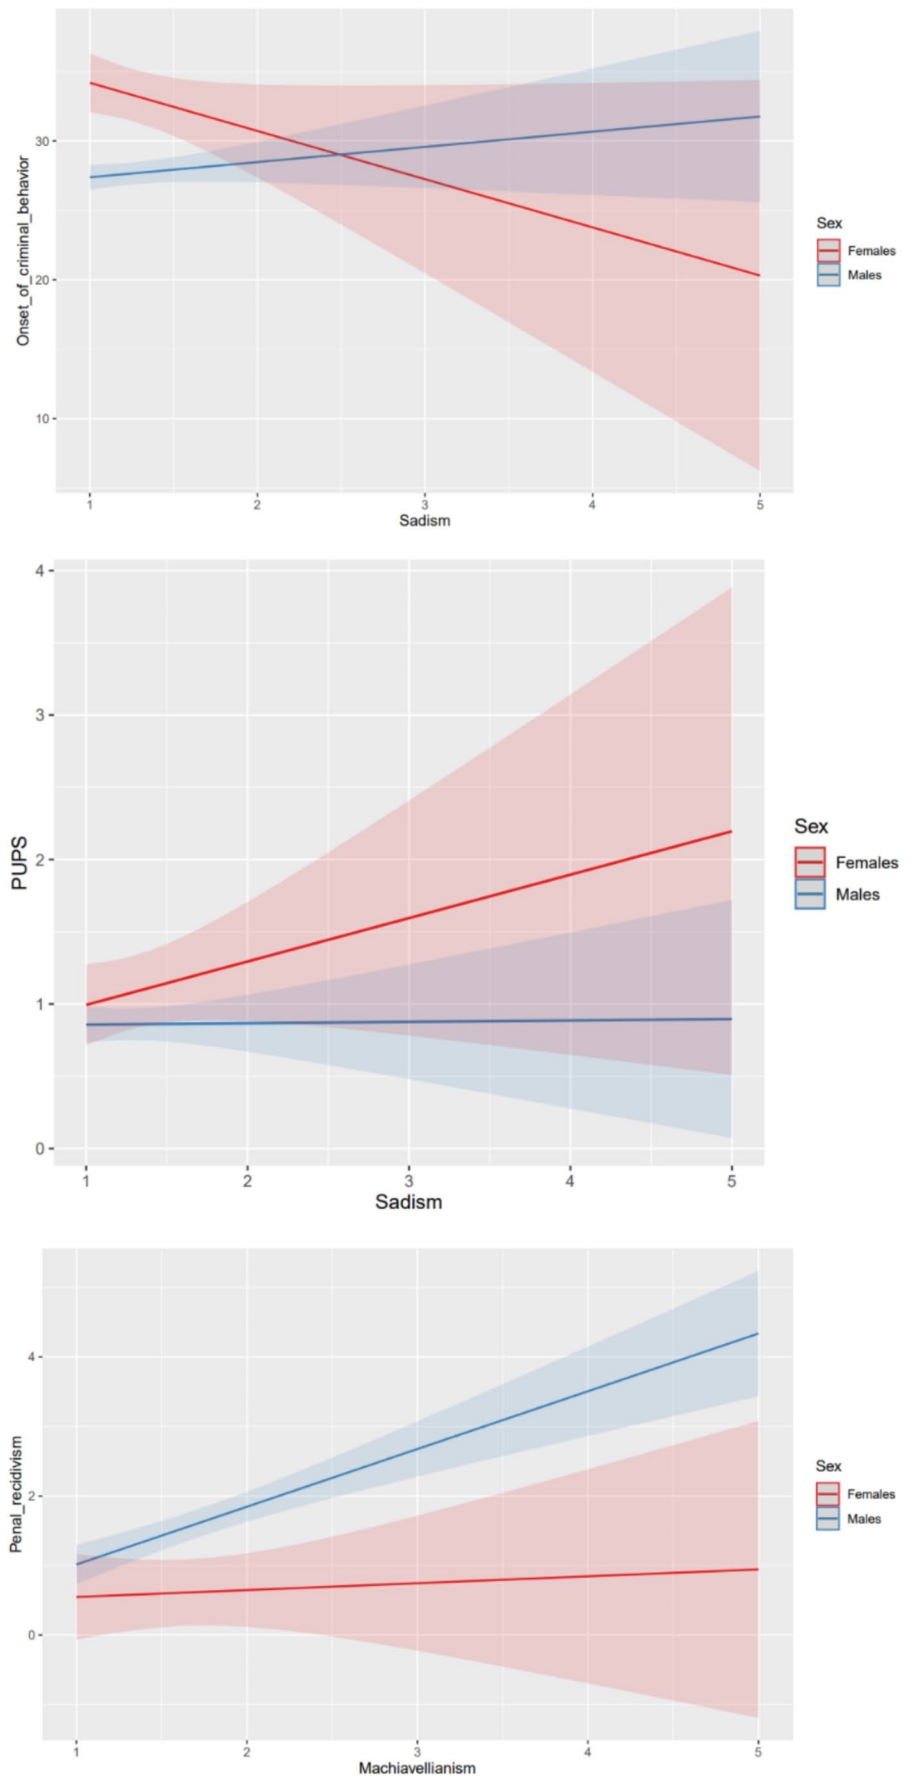 Onset_of_criminal_behavior
30
20
10
1 2 3 4 5
Sadism
Sex
Females
Males
PUPS
4
3
2
1
0
1 2 3 4 5
Sadism
Sex
Females
Males
Penal_recidivism
4
2
0
1 2 3 4 5
Machiavellianism
Sex
Females
Males